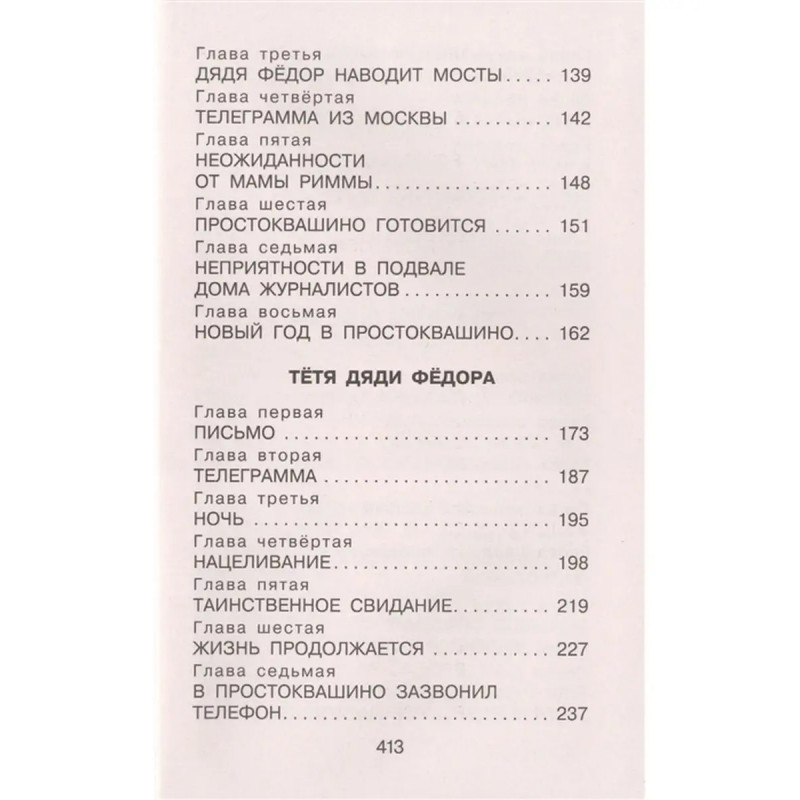 Глава третья
ДЯДЯ ФЁДОР НАВОДИТ МОСТЫ..... 139
Глава четвёртая
ТЕЛЕГРАММА ИЗ МОСКВЫ .......... 142
Глава пятая
НЕОЖИДАННОСТИ
ОТ МАМЫ РИММЫ.................. 148
Глава шестая
ПРОСТОКВАШИНО ГОТОВИТСЯ ...... 151
Глава седьмая
НЕПРИЯТНОСТИ В ПОДВАЛЕ
ДОМА ЖУРНАЛИСТОВ............... 159
Глава восьмая
НОВЫЙ ГОД В ПРОСТОКВАШИНО.... 162
ТЁТЯ ДЯДИ ФЁДОРА
Глава первая
ПИСЬМО ........................... 173
Глава вторая
ТЕЛЕГРАММА ....................... 187
Глава третья
НОЧЬ .............................. 195
Глава четвёртая
НАЦЕЛИВАНИЕ...................... 198
Глава пятая
ТАИНСТВЕННОЕ СВИДАНИЕ.......... 219
Глава шестая
ЖИЗНЬ ПРОДОЛЖАЕТСЯ ............ 227
Глава седьмая
В ПРОСТОКВАШИНО ЗАЗВОНИЛ
ТЕЛЕФОН........................... 237
413